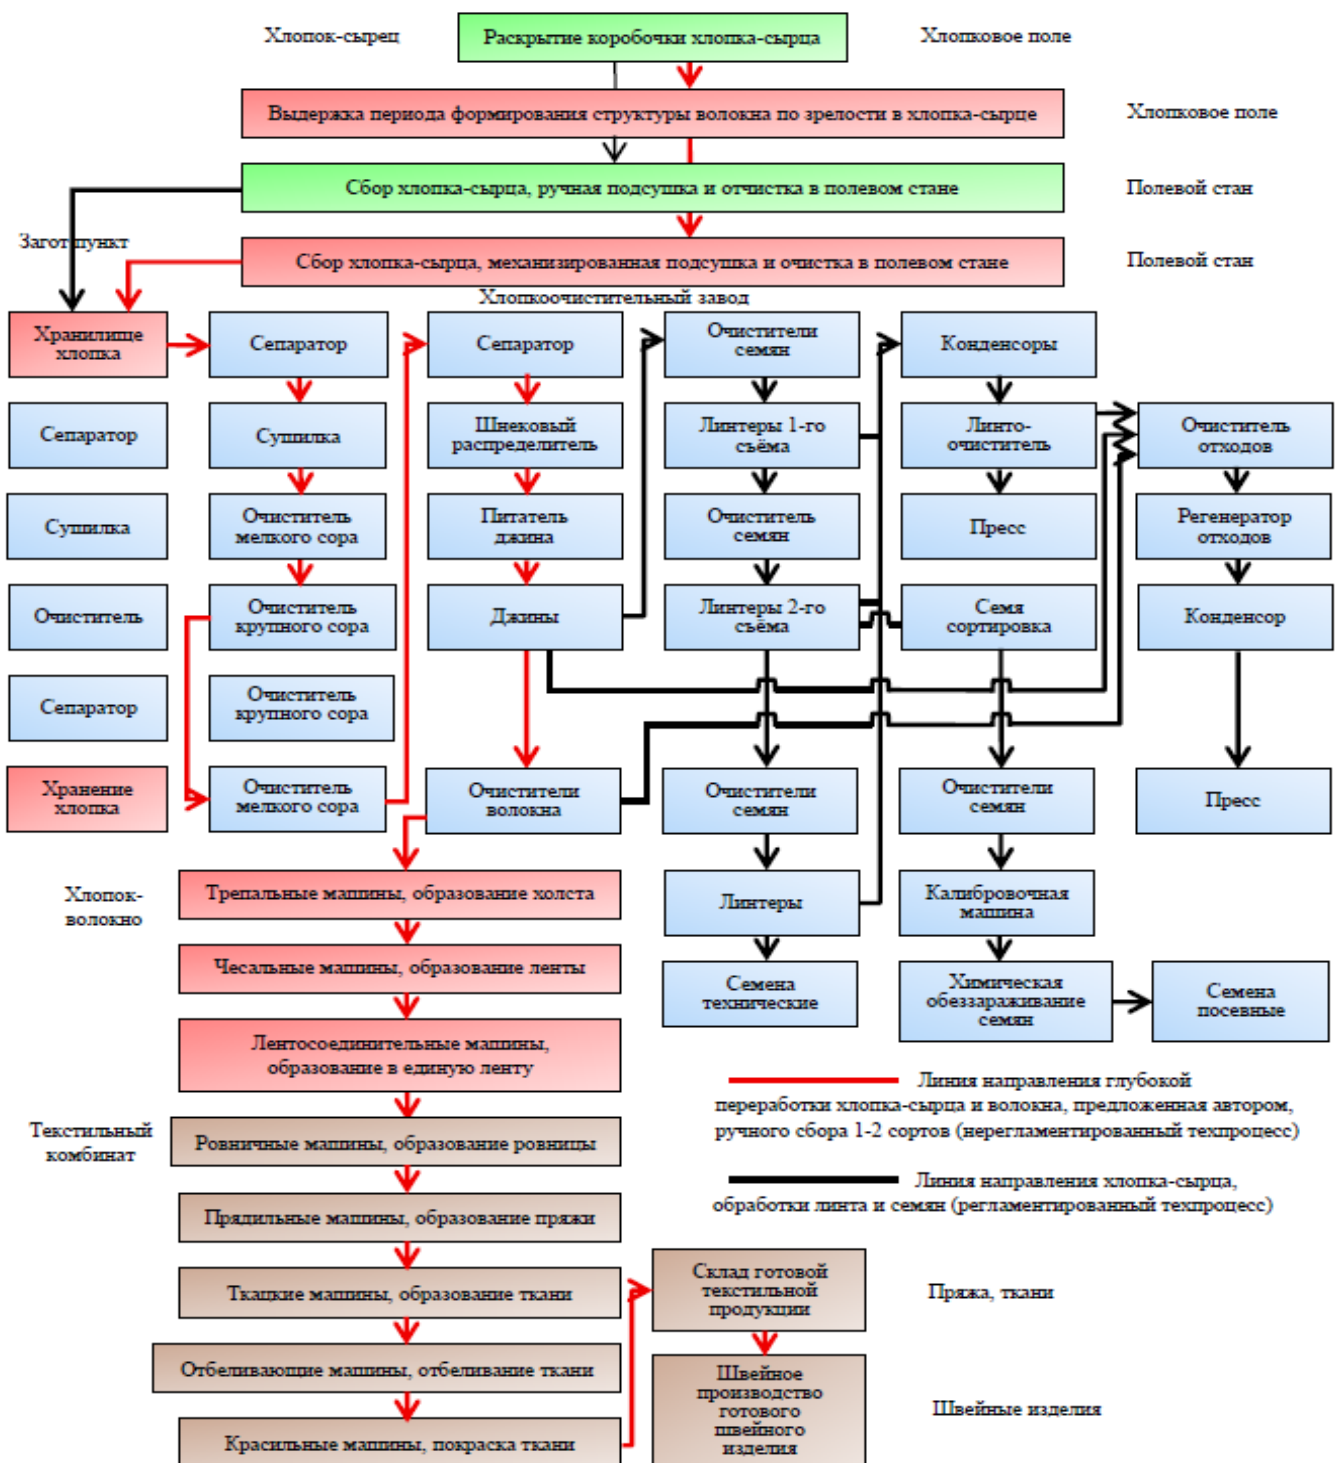 Хлопок-сырец
Раскрытие коробочки хлопка-сырца
Хлопковое поле
Выдержка периода формирования структуры волокна по зрелости в хлопка-сырце
Хлопковое поле
Сбор хлопка-сырца, ручная подсушка и отчистка в полевом стане
Полевой стан
Загот пункт
Сбор хлопка-сырца, механизированная подсушка и очистка в полевом стане
Полевой стан
Хлопкоочистительный завод
Хранилище
хлопка
Сепаратор
Сепаратор
Очистители
семян
Конденсоры
Сепаратор
Сушилка
Шнековый
распределитель
Линтеры 1-го
съёма
Линто-
очиститель
Очиститель
отходов
Сушилка
Очиститель
мелкого сора
Питатель
джина
Очиститель
семян
Пресс
Регенератор
отходов
Очиститель
Очиститель
крупного сора
Джины
Линтеры 2-го
съёма
Семя
сортировка
Конденсор
Сепаратор
Очиститель
крупного сора
Хранение
хлопка
Очиститель
мелкого сора
Очистители
волокна
Очистители
семян
Очистители
семян
Пресс
Хлопок-
волокно
Трепальные машины, образование холста
Линтеры
Калибровочная
машина
Чесальные машины, образование ленты
Семена
технические
Химическая
обеззараживание
семян
Семена
посевные
Лентосоединительные машины,
образование в единую ленту
Линия направления глубокой
переработки хлопка-сырца и волокна, предложенная автором,
ручного сбора 1-2 сортов (нерегламентированный техпроцесс)
Текстильный
комбинат
Ровничные машины, образование ровницы
Линия направления хлопка-сырца,
обработки линта и семян (регламентированный техпроцесс)
Прядильные машины, образование пряжи
Ткацкие машины, образование ткани
Склад готовой
текстильной
продукции
Пряжа, ткани
Отбеливающие машины, отбеливание ткани
Швейное
производство
готового
швейного
изделия
Швейные изделия
Красильные машины, покраска ткани